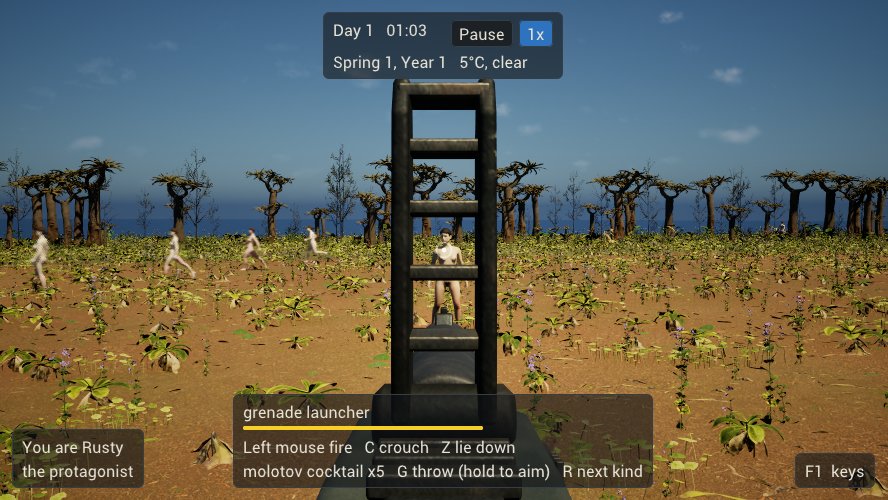 Day 1 01:03 Pause 1x
Spring 1, Year 1 5°C, clear
grenade launcher
Left mouse fire C crouch Z lie down
molotov cocktail x5 G throw (hold to aim) R next kind
You are Rusty
the protagonist
F1 keys